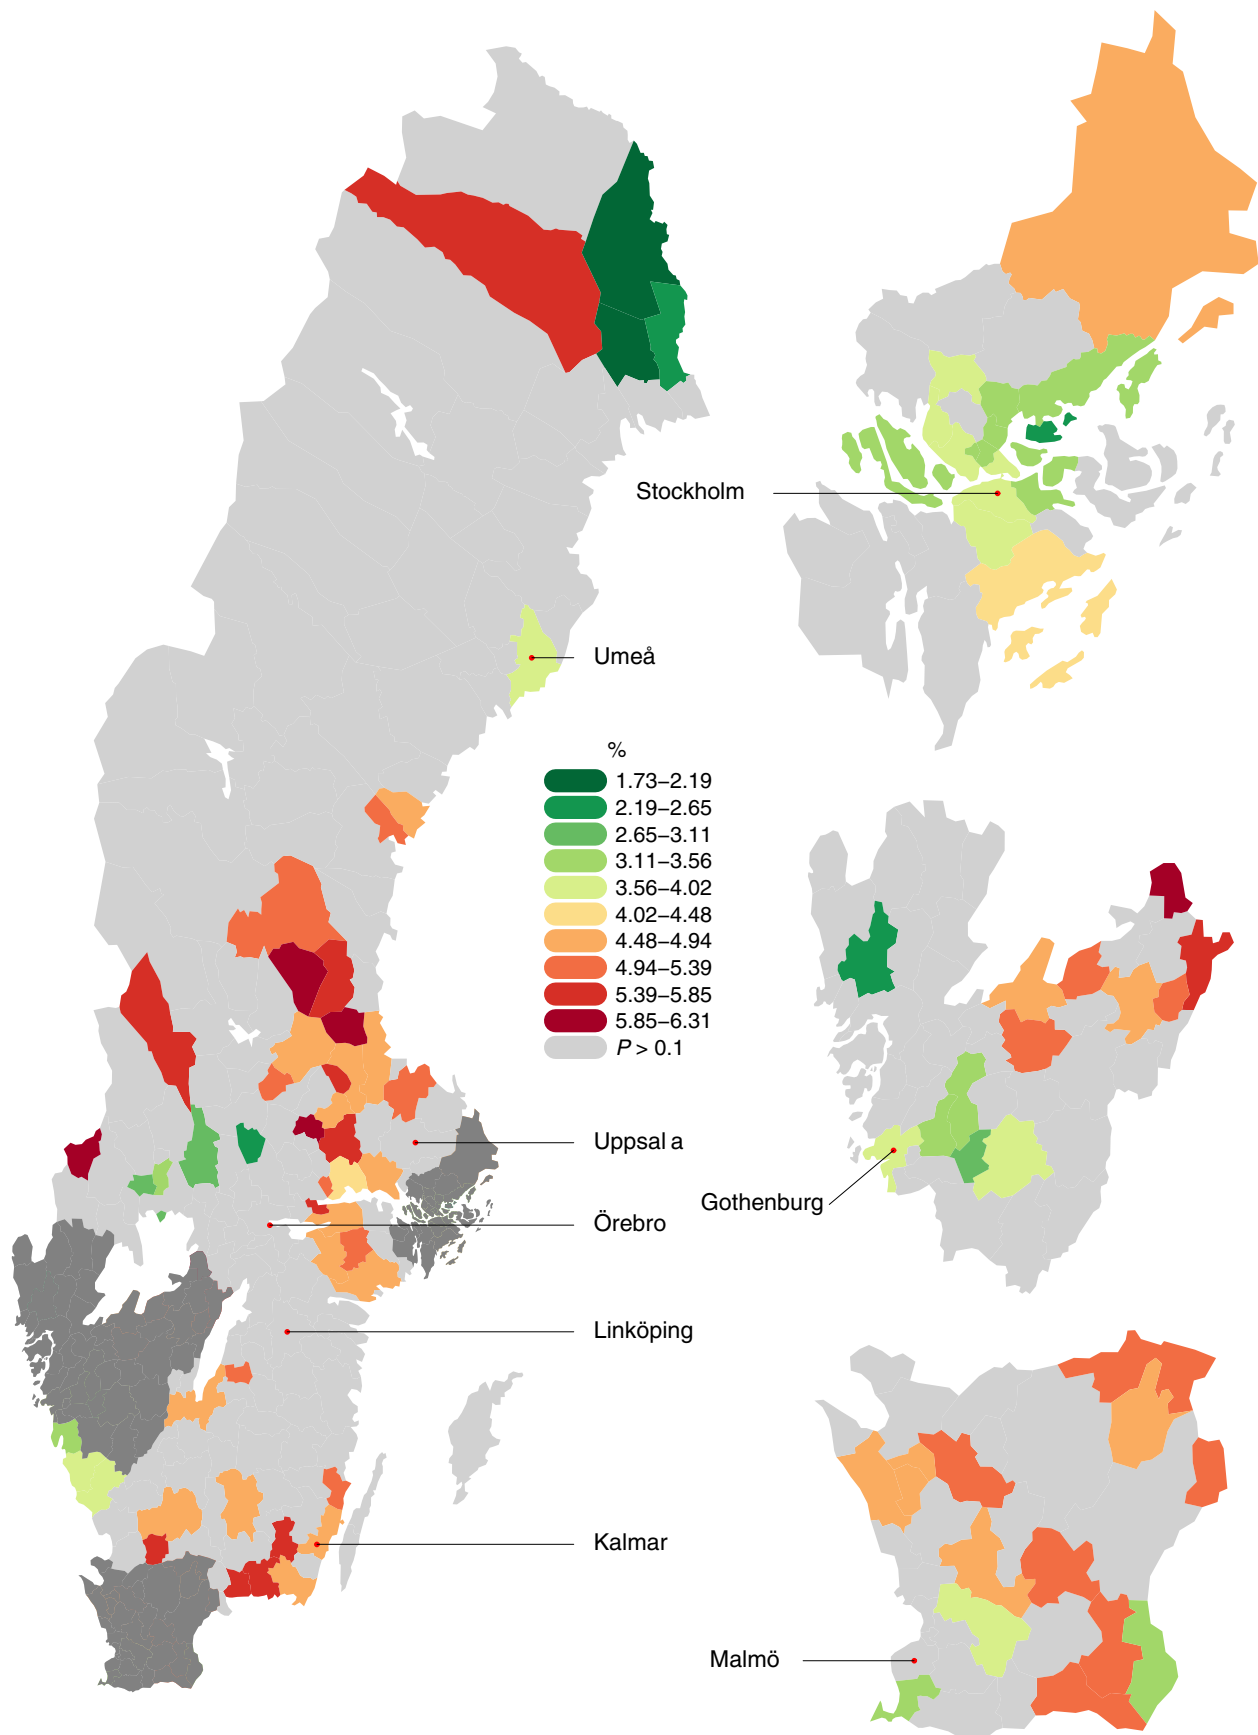 Stockholm
Umeå
%
1.73–2.19
2.19–2.65
2.65–3.11
3.11–3.56
3.56–4.02
4.02–4.48
4.48–4.94
4.94–5.39
5.39–5.85
5.85–6.31
P > 0.1
Uppsal a
Gothenburg
Örebro
Linköping
Kalmar
Malmö